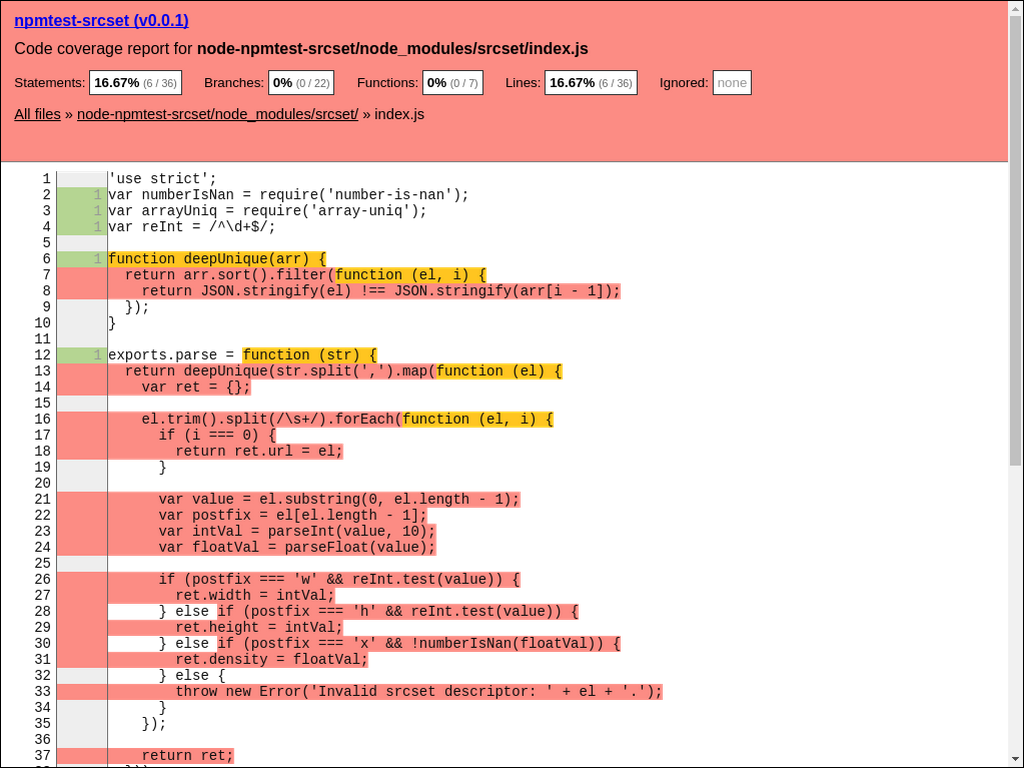 npmtest-srcset (v0.0.1)
Code coverage report for node-npmtest-srcset/node_modules/srcset/index.js
Statements: 16.67% (6 / 36) Branches: 0% (0 / 22) Functions: 0% (0 / 7) Lines: 16.67% (6 / 36) Ignored: none
All files » node-npmtest-srcset/node_modules/srcset/ » index.js
1 'use strict';
2 1 var numberIsNan = require('number-is-nan');
3 1 var arrayUniq = require('array-uniq');
4 1 var reInt = /^\d+$/;
5
6 1 function deepUnique(arr) {
7 return arr.sort().filter(function (el, i) {
8 return JSON.stringify(el) !== JSON.stringify(arr[i - 1]);
9 });
10 }
11
12 1 exports.parse = function (str) {
13 return deepUnique(str.split(',').map(function (el) {
14 var ret = {};
15
16 el.trim().split(/\s+/).forEach(function (el, i) {
17 if (i === 0) {
18 return ret.url = el;
19 }
20
21 var value = el.substring(0, el.length - 1);
22 var postfix = el[el.length - 1];
23 var intVal = parseInt(value, 10);
24 var floatVal = parseFloat(value);
25
26 if (postfix === 'w' && reInt.test(value)) {
27 ret.width = intVal;
28 } else if (postfix === 'h' && reInt.test(value)) {
29 ret.height = intVal;
30 } else if (postfix === 'x' && !numberIsNan(floatVal)) {
31 ret.density = floatVal;
32 } else {
33 throw new Error('Invalid srcset descriptor: ' + el + '.');
34 }
35 });
36
37 return ret;